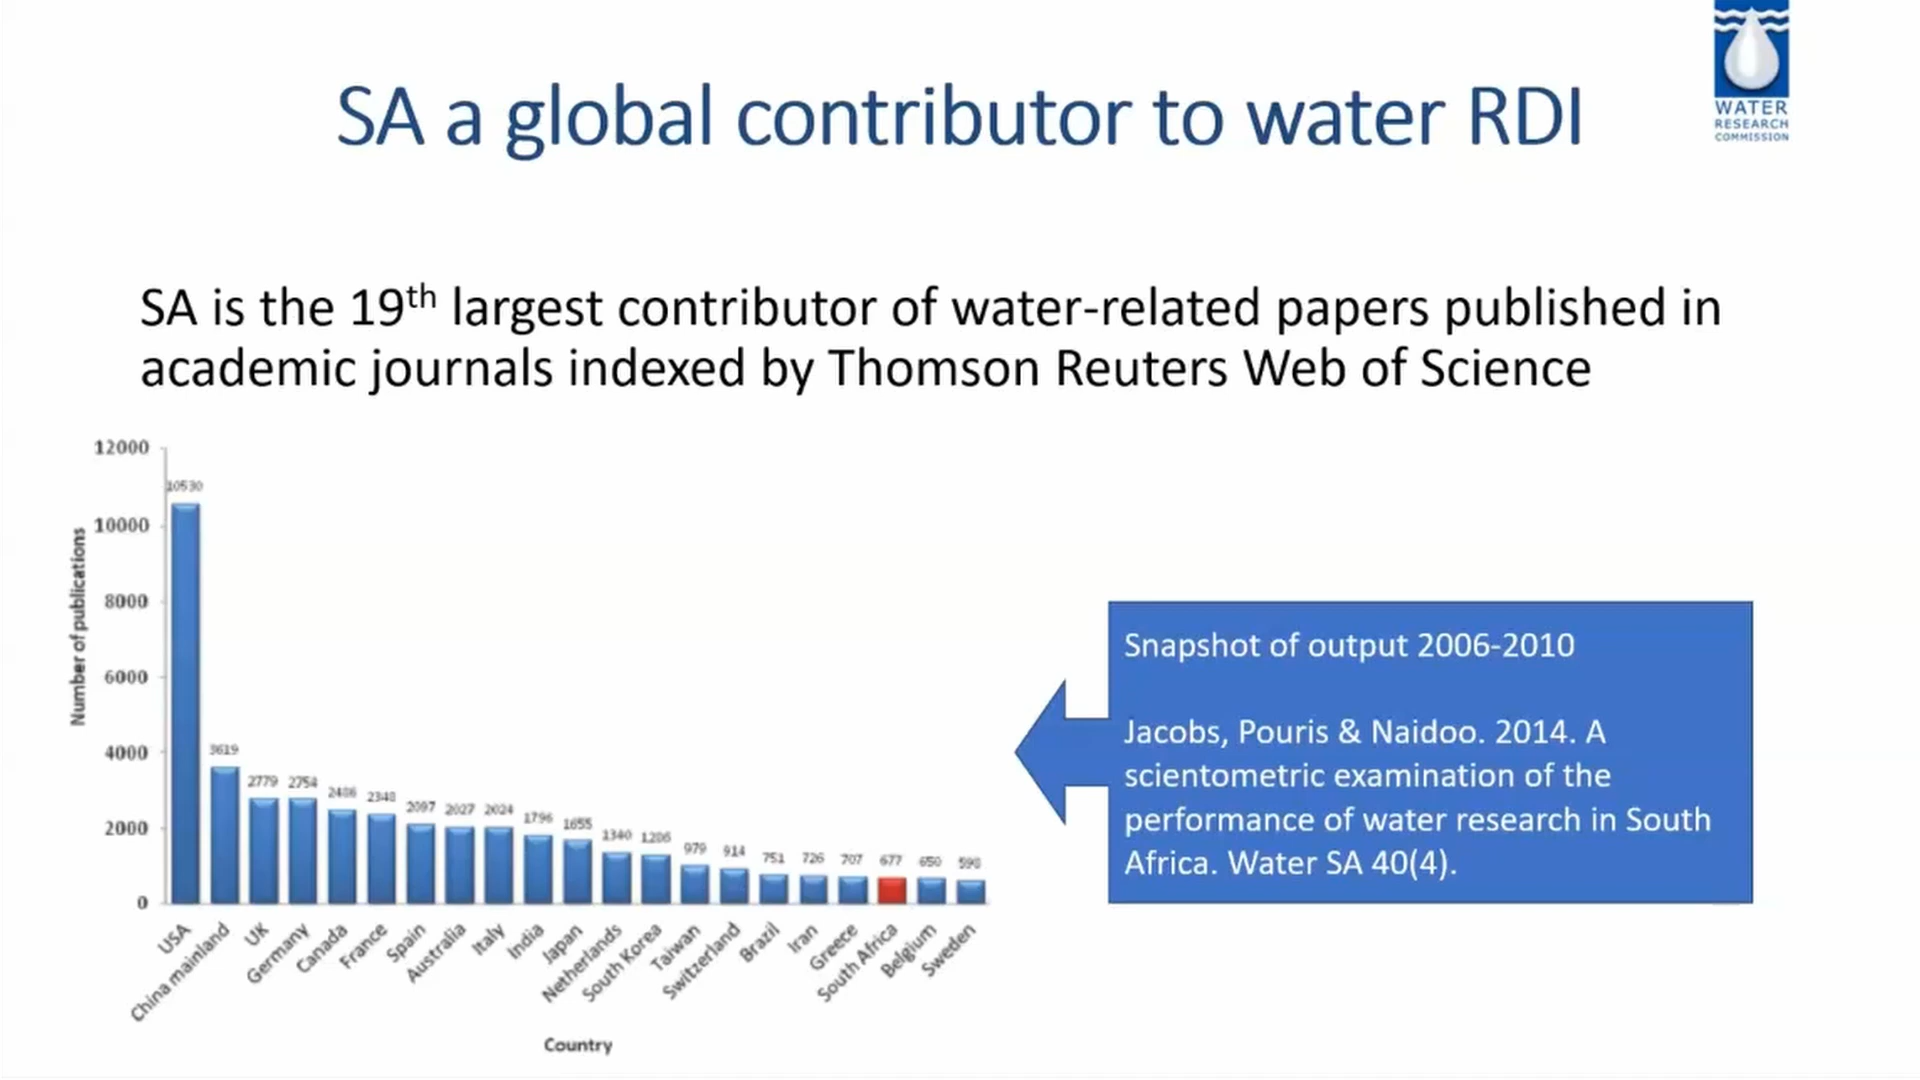 WATER
RESEARCH
COMMISSION
SA a global contributor to water RDI
SA is the 19th largest contributor of water-related papers published in
academic journals indexed by Thomson Reuters Web of Science
Number of publications
12000
10000
8000
6000
4000
2000
0
10530
3619
2779
2754
2486
2348
2097
2027
2024
1796
1655
1340
1286
979
914
751
726
707
677
650
598
USA
China mainland
UK
Germany
Canada
France
Spain
Australia
Italy
India
Japan
Netherlands
South Korea
Taiwan
Switzerland
Brazil
Iran
Greece
South Africa
Belgium
Sweden
Country
Snapshot of output 2006-2010
Jacobs, Pouris & Naidoo. 2014. A
scientometric examination of the
performance of water research in South
Africa. Water SA 40(4).